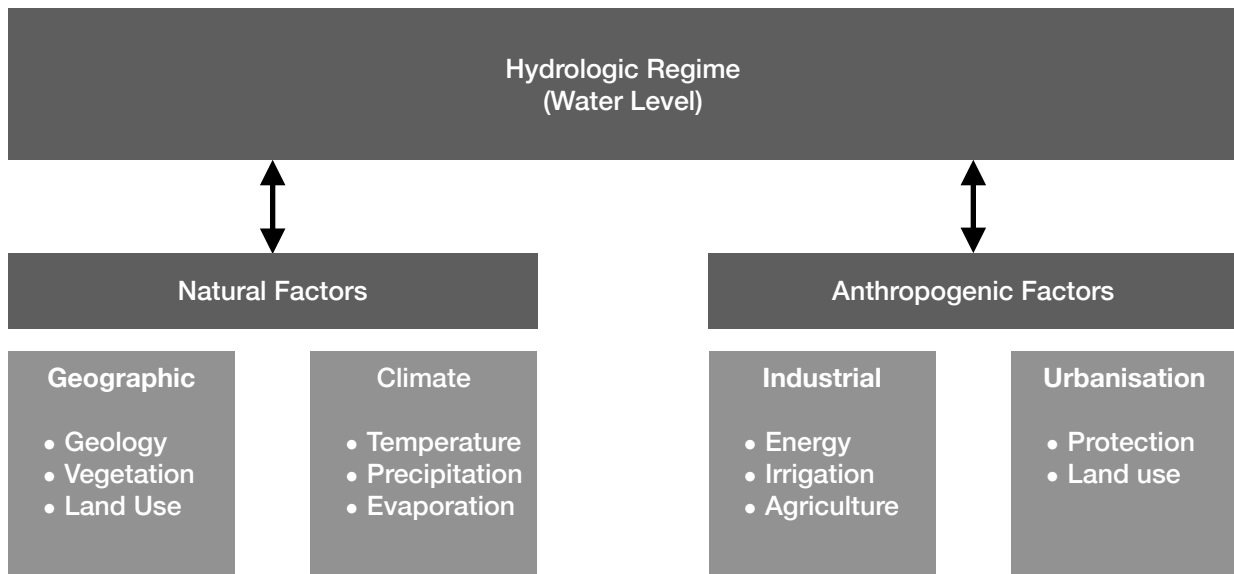 Hydrologic Regime
(Water Level)
Natural Factors
Anthropogenic Factors
Geographic
• Geology
• Vegetation
• Land Use
Climate
• Temperature
• Precipitation
• Evaporation
Industrial
• Energy
• Irrigation
• Agriculture
Urbanisation
• Protection
• Land use